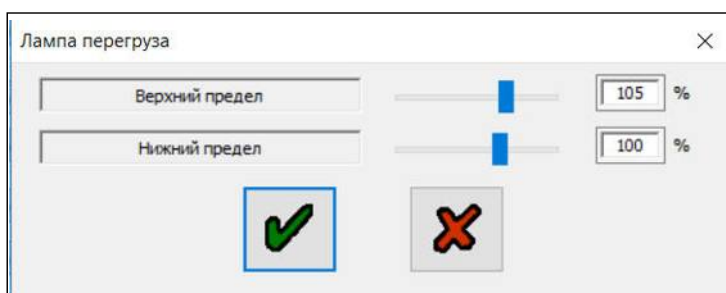 Лампа перегруза
Верхний предел 105 %
Нижний предел 100 %